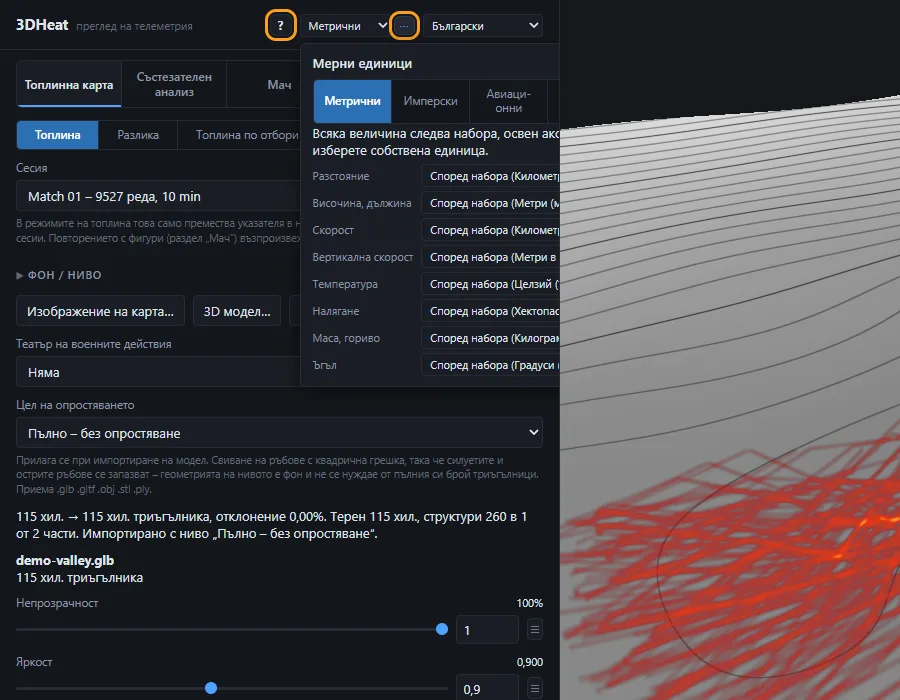 3DHeat преглед на телеметрия
?
Метрични
...
Български
Мерни единици
Метрични
Имперски
Авиаци-
онни
Всяка величина следва набора, освен ако
изберете собствена единица.
Разстояние
Според набора (Километ
Височина, дължина
Според набора (Метри (м
Скорост
Според набора (Километ
Вертикална скорост
Според набора (Метри в
Температура
Според набора (Целзий (
Налягане
Според набора (Хектопас
Маса, гориво
Според набора (Килограм
Ъгъл
Според набора (Градуси
Топлинна карта
Състезателен
анализ
Мач
Топлина
Разлика
Топлина по отбори
Сесия
Match 01 – 9527 реда, 10 min
В режимите на топлина това само премества указателя в
сесии. Повторението с фигури (раздел „Мач“) възпроизвеж
ФОН / НИВО
Изображение на карта...
3D модел...
Театър на военните действия
Няма
Цел на опростяването
Пълно – без опростяване
Прилага се при импортиране на модел. Свиване на ръбове с квадрична грешка, така че силуетите и
острите ръбове се запазват – геометрията на нивото е фон и не се нуждае от пълния си брой триъгълници.
Приема .glb .gltf .obj .stl .ply.
115 хил. → 115 хил. триъгълника, отклонение 0,00%. Терен 115 хил., структури 260 в 1
от 2 части. Импортирано с ниво „Пълно – без опростяване“.
demo-valley.glb
115 хил. триъгълника
Непрозрачност
100%
1
Яркост
0,900
0,9